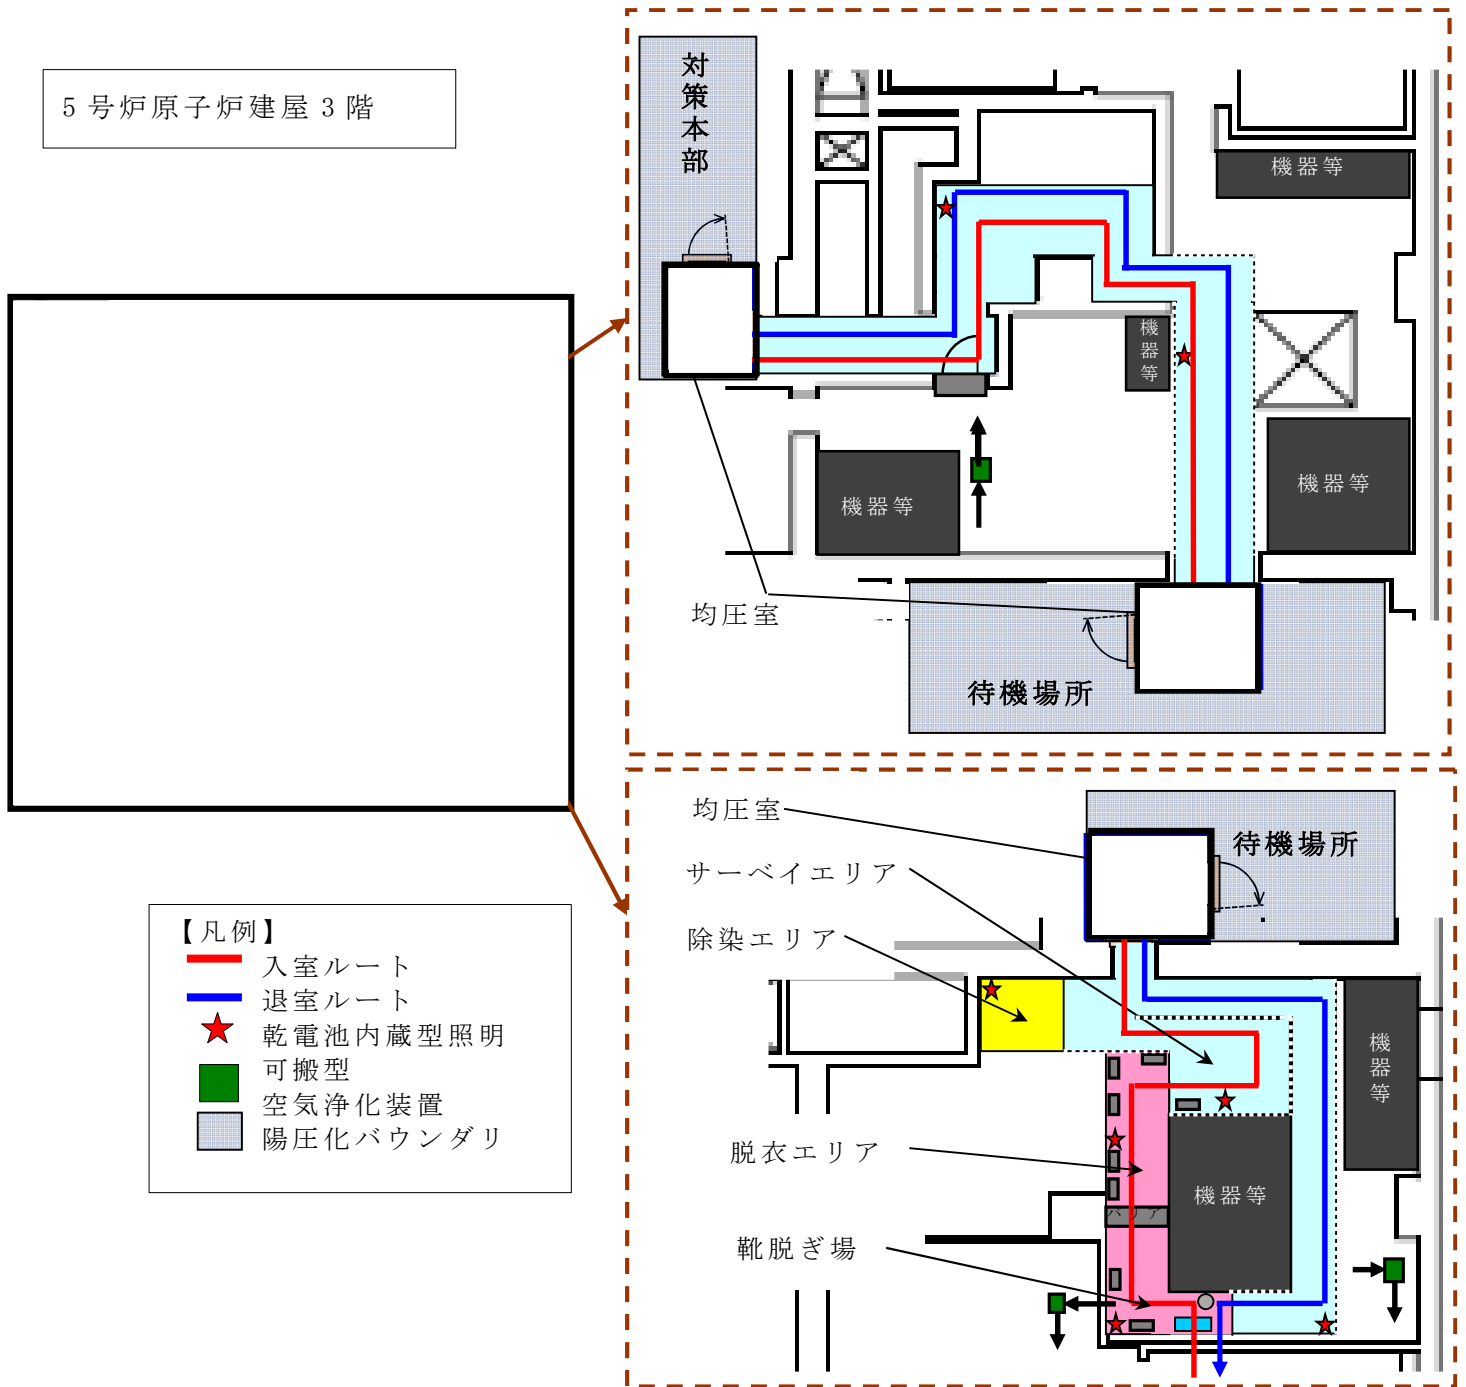 5号炉原子炉建屋3階
対策本部
機器等
機器等
機器等
機器等
均圧室
待機場所
均圧室
待機場所
サーベイエリア
除染エリア
機器等
脱衣エリア
機器等
バリア
靴脱ぎ場
【凡例】
入室ルート
退室ルート
乾電池内蔵型照明
可搬型
空気浄化装置
陽圧化バウンダリ